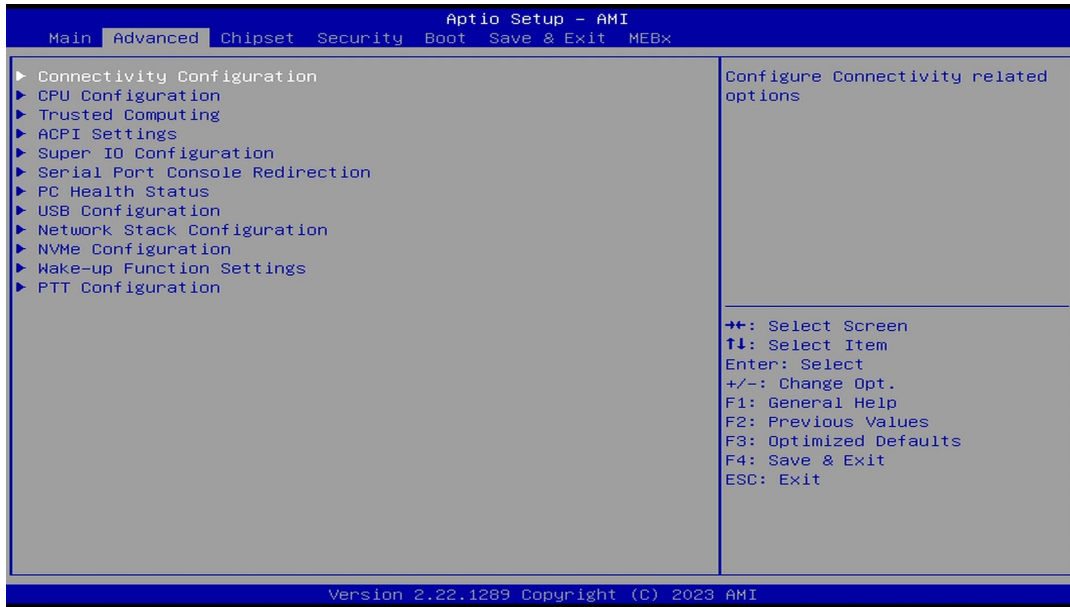 Aptio Setup – AMI
Main Advanced Chipset Security Boot Save & Exit MEBx
▶ Connectivity Configuration
▶ CPU Configuration
▶ Trusted Computing
▶ ACPI Settings
▶ Super IO Configuration
▶ Serial Port Console Redirection
▶ PC Health Status
▶ USB Configuration
▶ Network Stack Configuration
▶ NVMe Configuration
▶ Wake-up Function Settings
▶ PTT Configuration
Configure Connectivity related
options
→←: Select Screen
↑↓: Select Item
Enter: Select
+/-: Change Opt.
F1: General Help
F2: Previous Values
F3: Optimized Defaults
F4: Save & Exit
ESC: Exit
Version 2.22.1289 Copyright (C) 2023 AMI